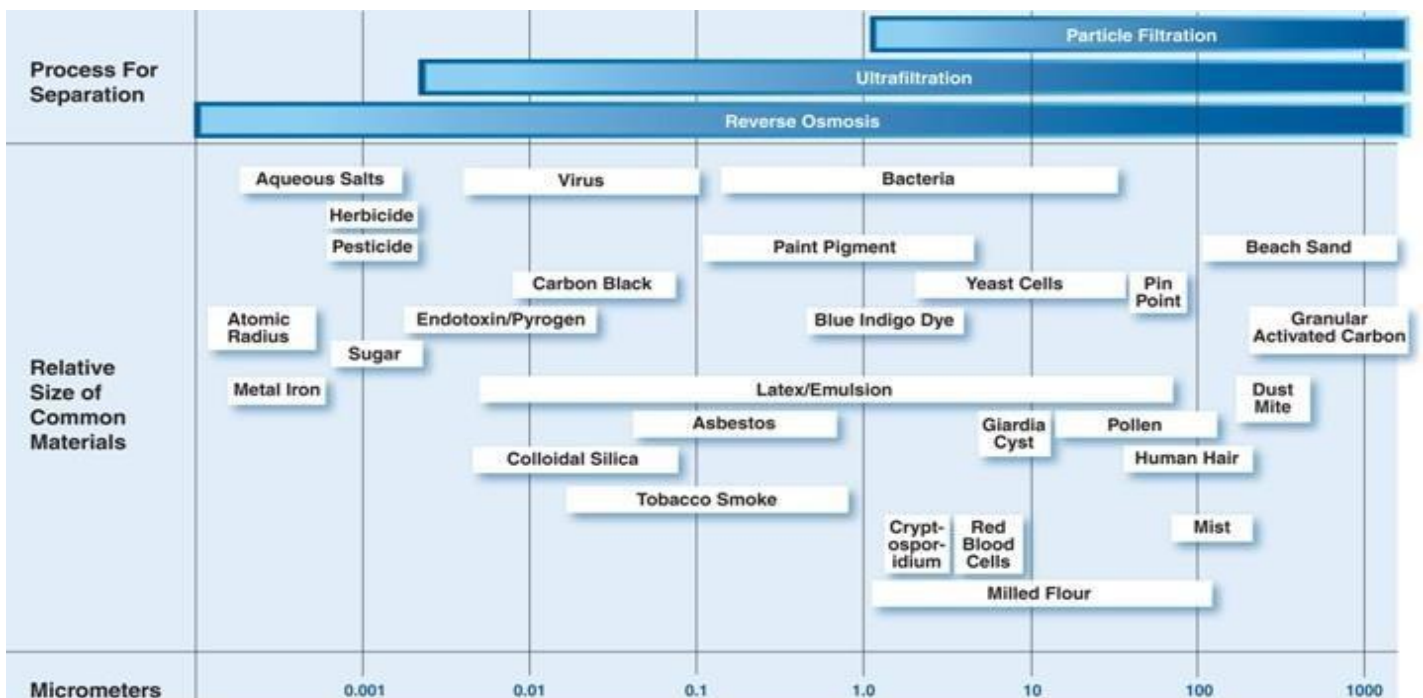 Process For
Separation
Particle Filtration
Ultrafiltration
Reverse Osmosis
Relative
Size of
Common
Materials
Aqueous Salts
Virus
Bacteria
Herbicide
Pesticide
Paint Pigment
Beach Sand
Carbon Black
Yeast Cells
Pin
Point
Atomic
Radius
Endotoxin/Pyrogen
Blue Indigo Dye
Granular
Activated Carbon
Sugar
Metal Iron
Latex/Emulsion
Dust
Mite
Asbestos
Giardia
Cyst
Pollen
Colloidal Silica
Human Hair
Tobacco Smoke
Crypt-
ospor-
idium
Red
Blood
Cells
Mist
Milled Flour
Micrometers
0.001
0.01
0.1
1.0
10
100
1000